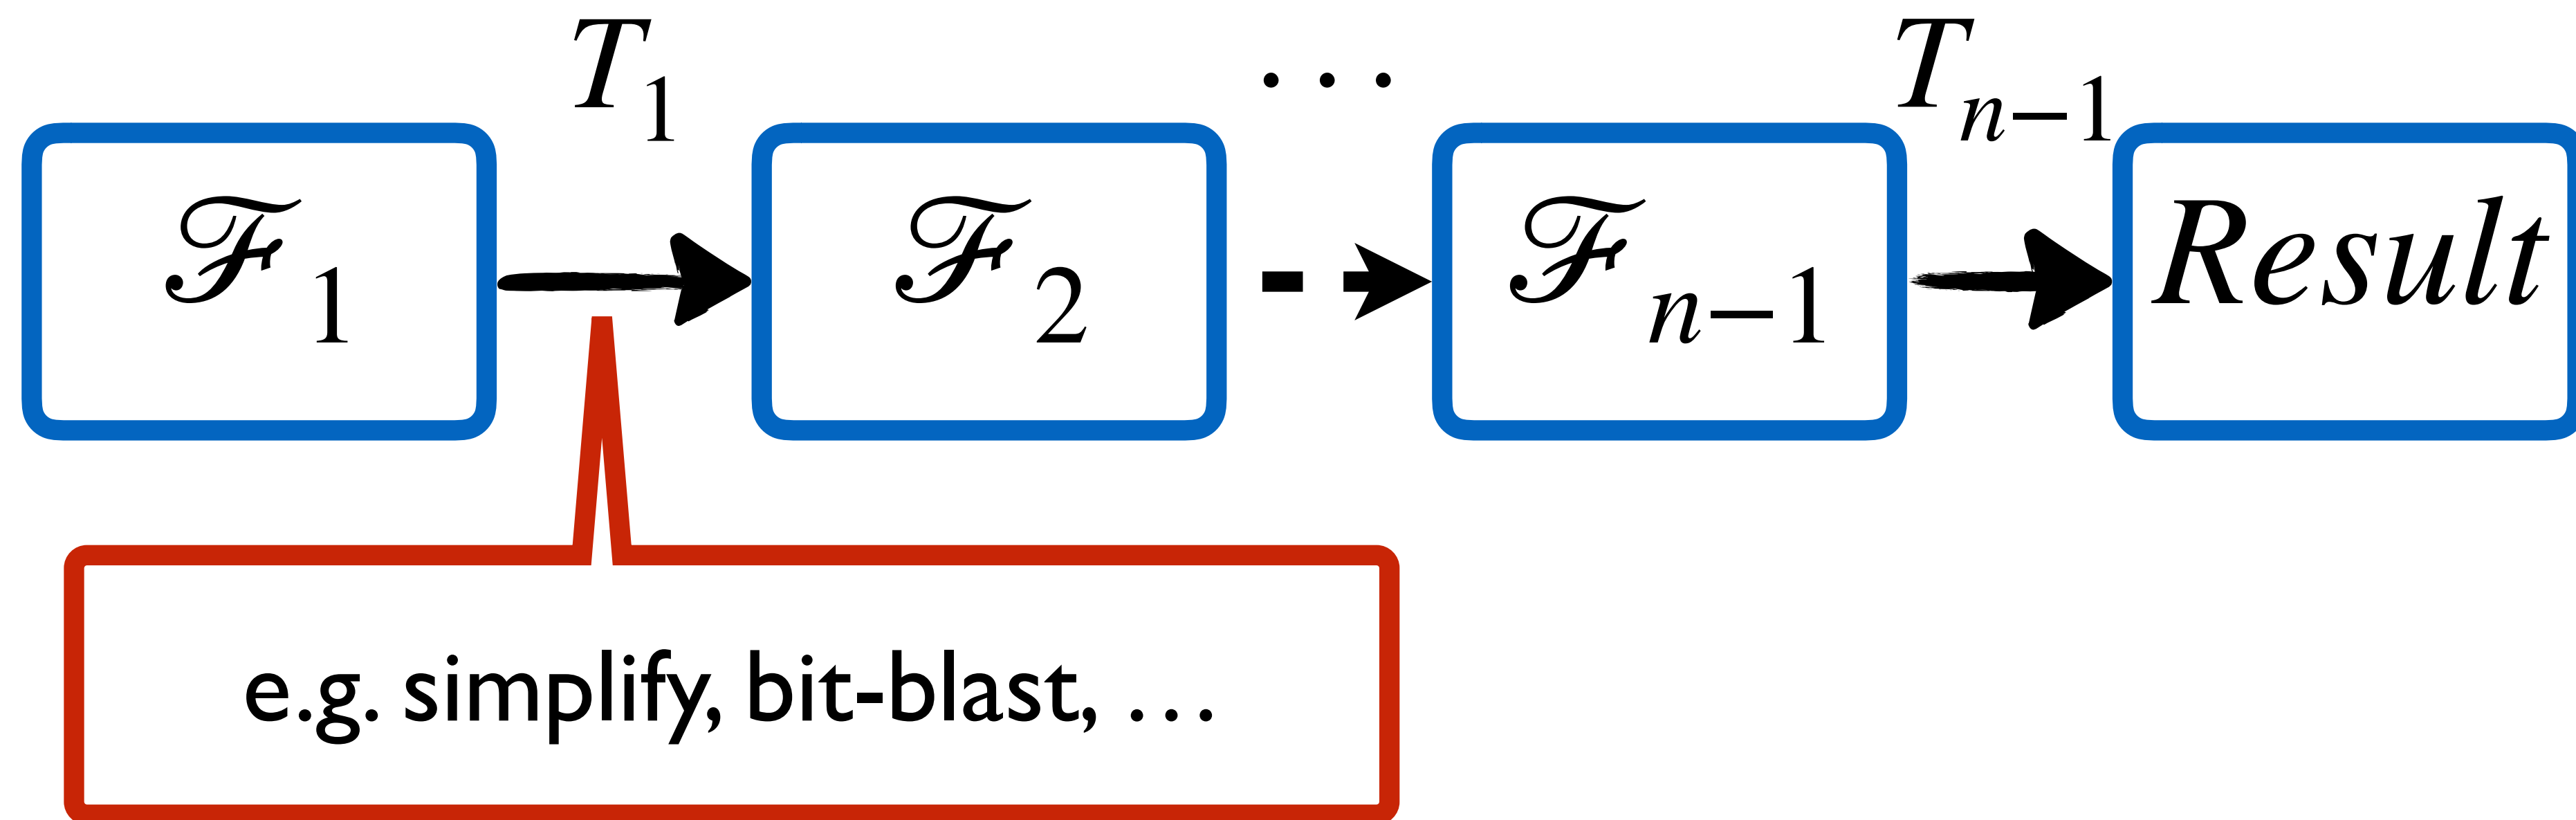 T₁ ⋯ Tₙ₋₁
ℱ₁ ℱ₂ ℱₙ₋₁ Result
e.g. simplify, bit-blast, …